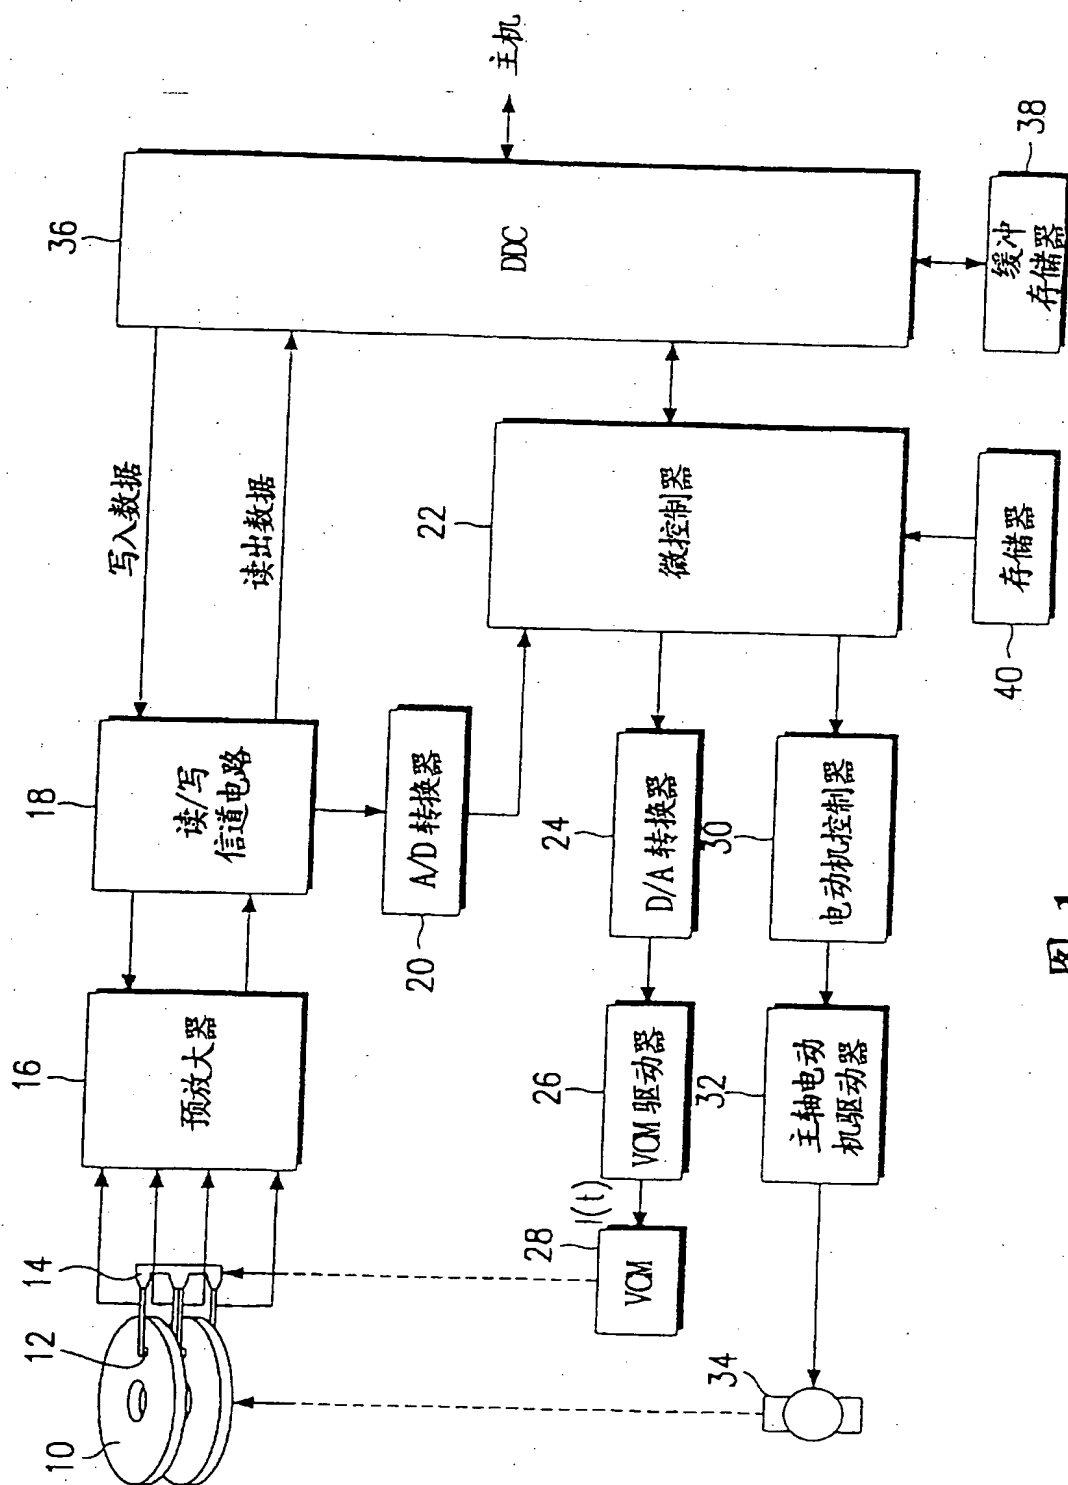 10
12
14
16
预放大器
18
读/写
信道电路
写入数据
读出数据
36
DDC
主机
20
A/D 转换器
22
微控制器
24
D/A 转换器
26
VCM 驱动器
I(t)
28
VCM
30
电动机控制器
32
主轴电动
机驱动器
34
40
存储器
38
缓冲
存储器
图 1